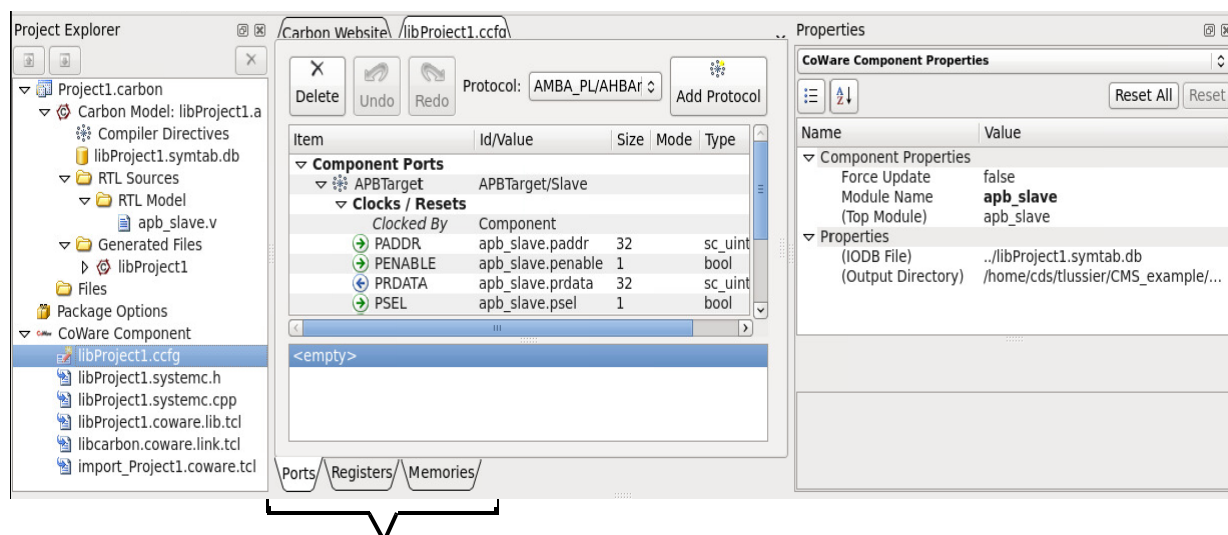 Project Explorer
Project1.carbon
Carbon Model: libProject1.a
Compiler Directives
libProject1.symtab.db
RTL Sources
RTL Model
apb_slave.v
Generated Files
libProject1
Files
Package Options
CoWare Component
libProject1.ccfg
libProject1.systemc.h
libProject1.systemc.cpp
libProject1.coware.lib.tcl
libcarbon.coware.link.tcl
import_Project1.coware.tcl
Carbon Website libProject1.ccfg
Delete Undo Redo Protocol: AMBA_PL/AHBAr Add Protocol
Item Id/Value Size Mode Type
Component Ports
APBTarget APBTarget/Slave
Clocks / Resets
Clocked By Component
PADDR apb_slave.paddr 32 sc_uint
PENABLE apb_slave.penable 1 bool
PRDATA apb_slave.prdata 32 sc_uint
PSEL apb_slave.psel 1 bool
<empty>
Ports Registers Memories
Properties
CoWare Component Properties
Reset All Reset
Name Value
Component Properties
Force Update false
Module Name apb_slave
(Top Module) apb_slave
Properties
(IODB File) ../libProject1.symtab.db
(Output Directory) /home/cds/tlussier/CMS_example/...